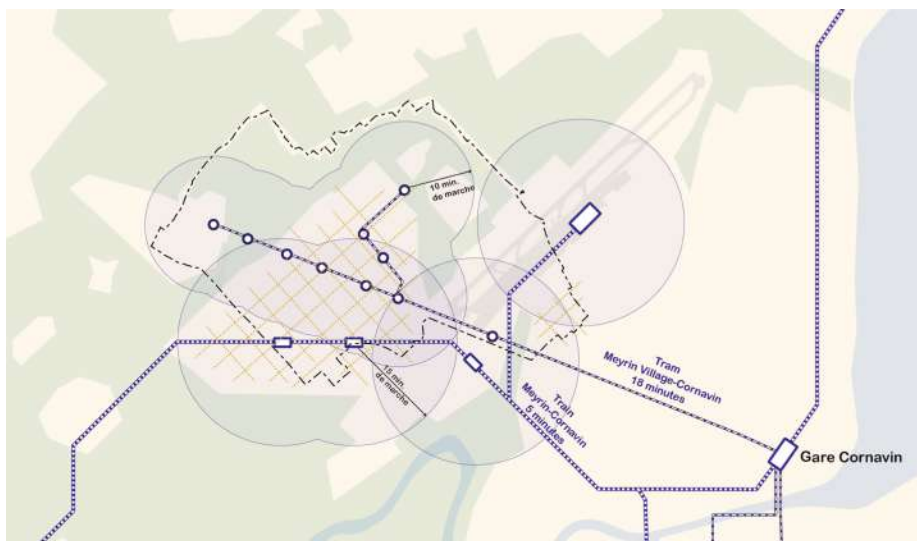 10 min.
de marche
15 min.
de marche
Tram
Meyrin Village-Cornavin
18 minutes
Train
Meyrin-Cornavin
5 minutes
Gare Cornavin